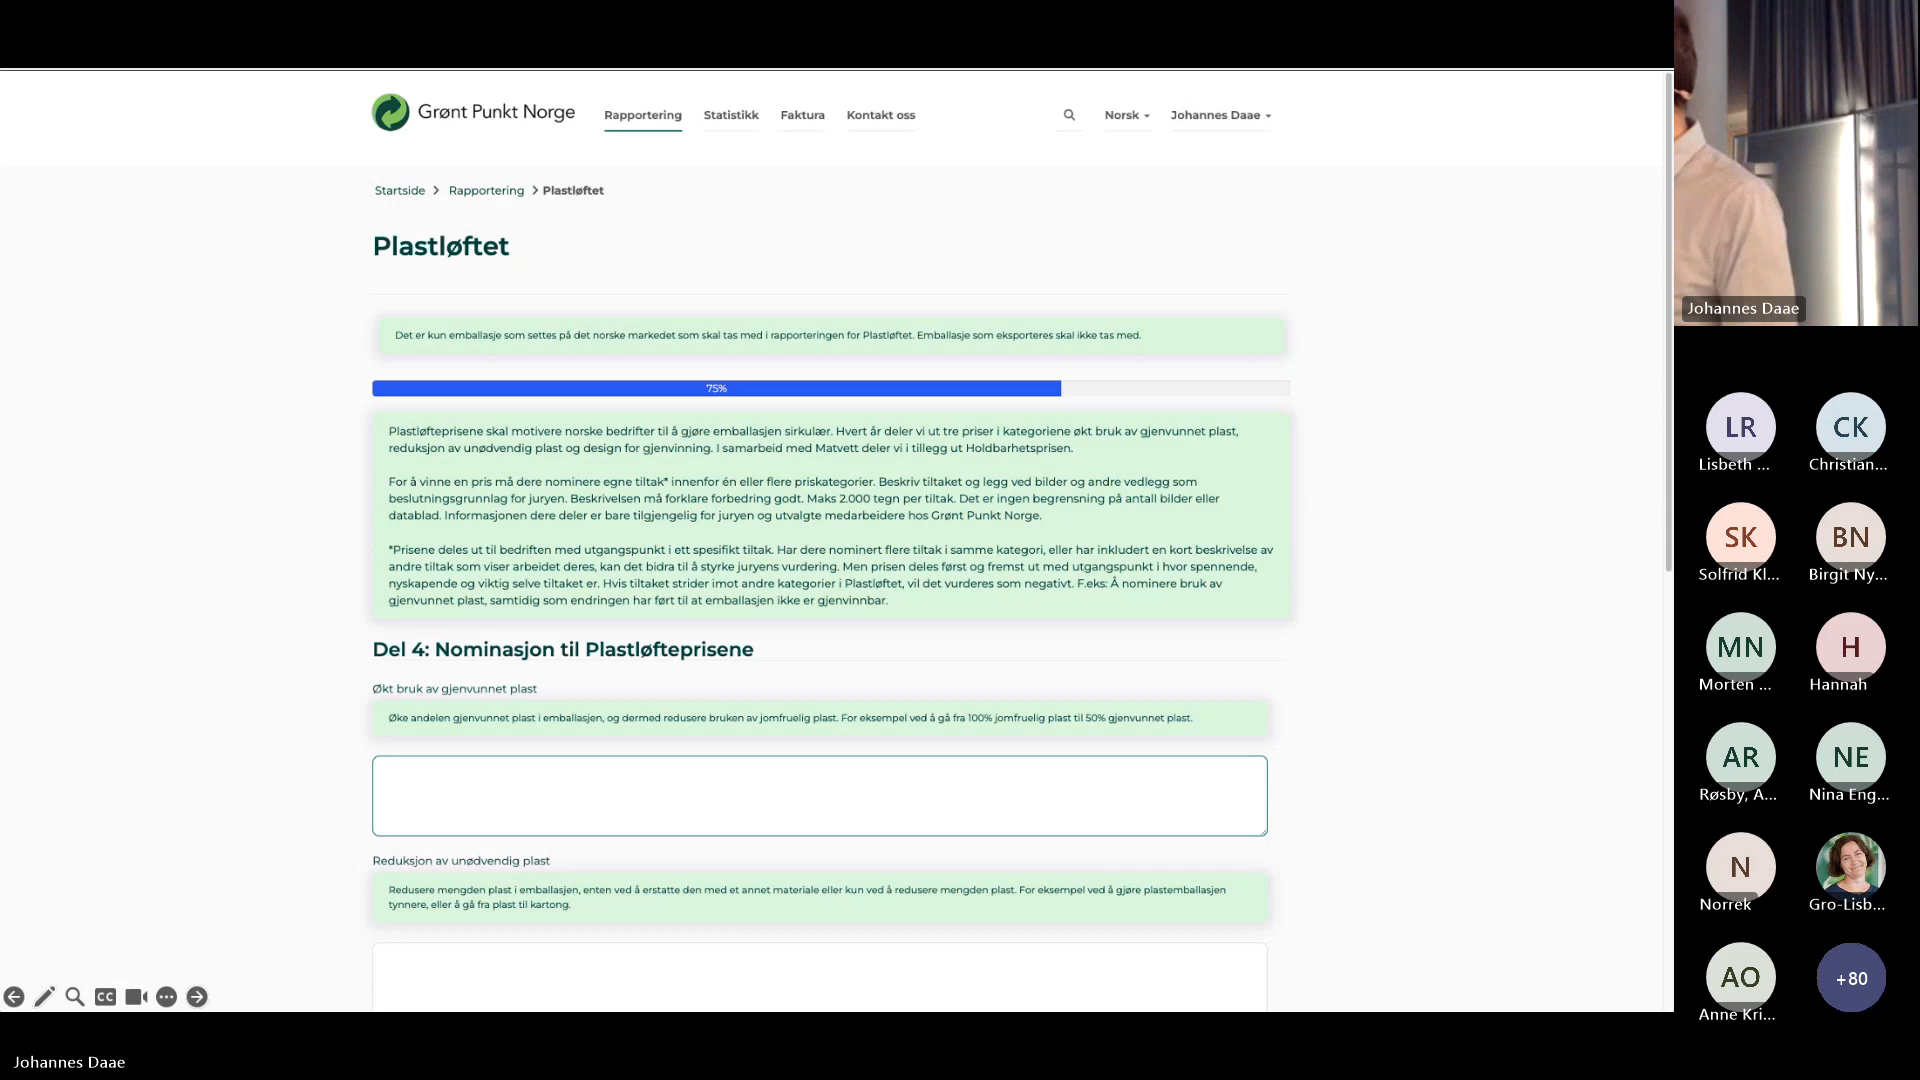 Grønt Punkt Norge
Rapportering
Statistikk
Faktura
Kontakt oss
Norsk
Johannes Daae
Startside > Rapportering > Plastløftet
Plastløftet
Det er kun emballasje som settes på det norske markedet som skal tas med i rapporteringen for Plastløftet. Emballasje som eksporteres skal ikke tas med.
75%
Plastløfteprisene skal motivere norske bedrifter til å gjøre emballasjen sirkulær. Hvert år deler vi ut tre priser i kategoriene økt bruk av gjenvunnet plast,
reduksjon av unødvendig plast og design for gjenvinning. I samarbeid med Matvett deler vi i tillegg ut Holdbarhetsprisen.
For å vinne en pris må dere nominere egne tiltak* innenfor én eller flere priskategorier. Beskriv tiltaket og legg ved bilder og andre vedlegg som
beslutningsgrunnlag for juryen. Beskrivelsen må forklare forbedring godt. Maks 2.000 tegn per tiltak. Det er ingen begrensning på antall bilder eller
datablad. Informasjonen dere deler er bare tilgjengelig for juryen og utvalgte medarbeidere hos Grønt Punkt Norge.
*Prisene deles ut til bedriften med utgangspunkt i ett spesifikt tiltak. Har dere nominert flere tiltak i samme kategori, eller har inkludert en kort beskrivelse av
andre tiltak som viser arbeidet deres, kan det bidra til å styrke juryens vurdering. Men prisen deles først og fremst ut med utgangspunkt i hvor spennende,
nyskapende og viktig selve tiltaket er. Hvis tiltaket strider imot andre kategorier i Plastløftet, vil det vurderes som negativt. F.eks: Å nominere bruk av
gjenvunnet plast, samtidig som endringen har ført til at emballasjen ikke er gjenvinnbar.
Del 4: Nominasjon til Plastløfteprisene
Økt bruk av gjenvunnet plast
Øke andelen gjenvunnet plast i emballasjen, og dermed redusere bruken av jomfruelig plast. For eksempel ved å gå fra 100% jomfruelig plast til 50% gjenvunnet plast.
Reduksjon av unødvendig plast
Redusere mengden plast i emballasjen, enten ved å erstatte den med et annet materiale eller kun ved å redusere mengden plast. For eksempel ved å gjøre plastemballasjen
tynnere, eller å gå fra plast til kartong.
CC
Johannes Daae
Johannes Daae
LR
CK
Lisbeth ...
Christian...
SK
BN
Solfrid Kl...
Birgit Ny...
MN
H
Morten ...
Hannah
AR
NE
Røsby, A...
Nina Eng...
N
Norrek
Gro-Lisb...
AO
+80
Anne Kri...